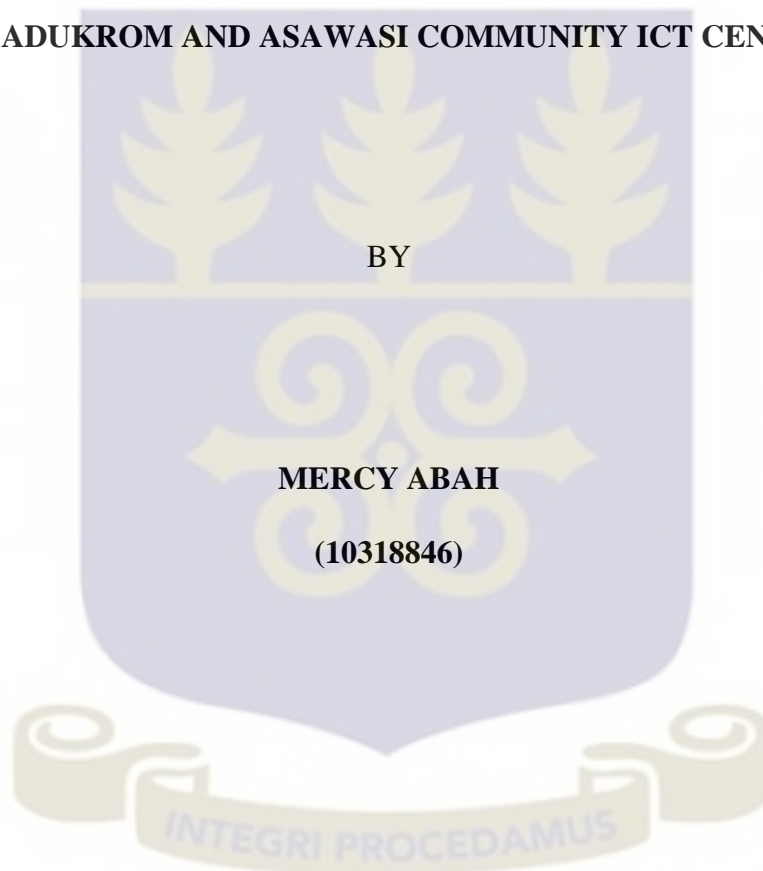 ADUKROM AND ASAWASI COMMUNITY ICT CEN
BY
MERCY ABAH
(10318846)
INTEGRI PROCEDAMUS